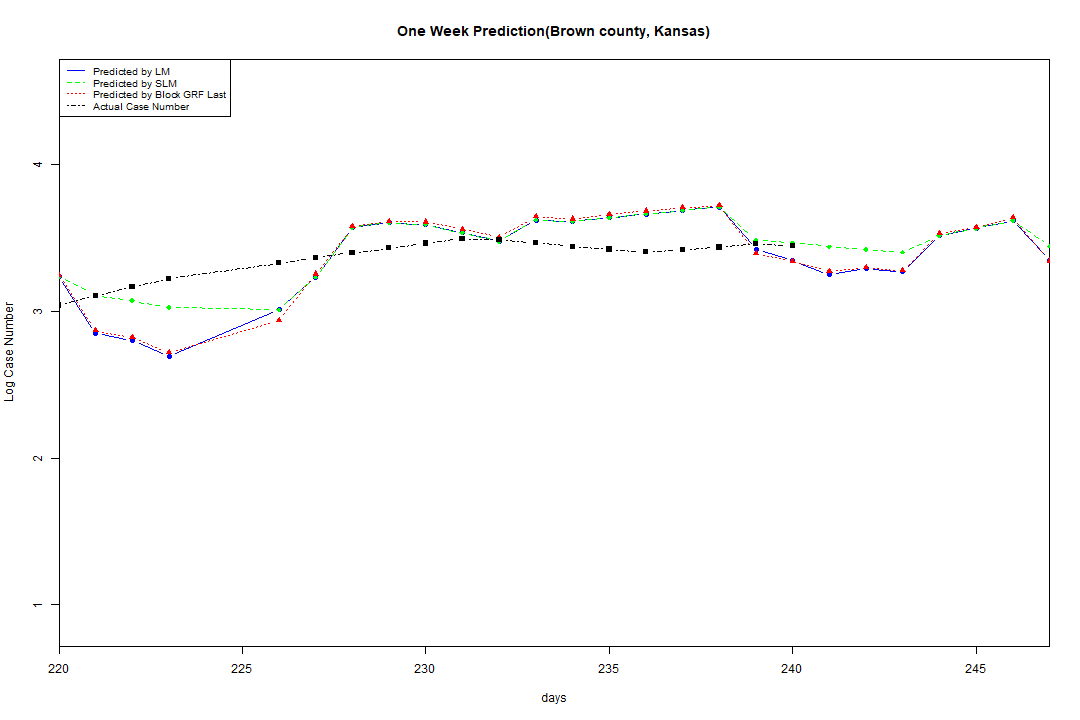 One Week Prediction(Brown county, Kansas)
Predicted by LM
Predicted by SLM
Predicted by Block GRF Last
Actual Case Number
4
3
2
1
Log Case Number
220 225 230 235 240 245
days